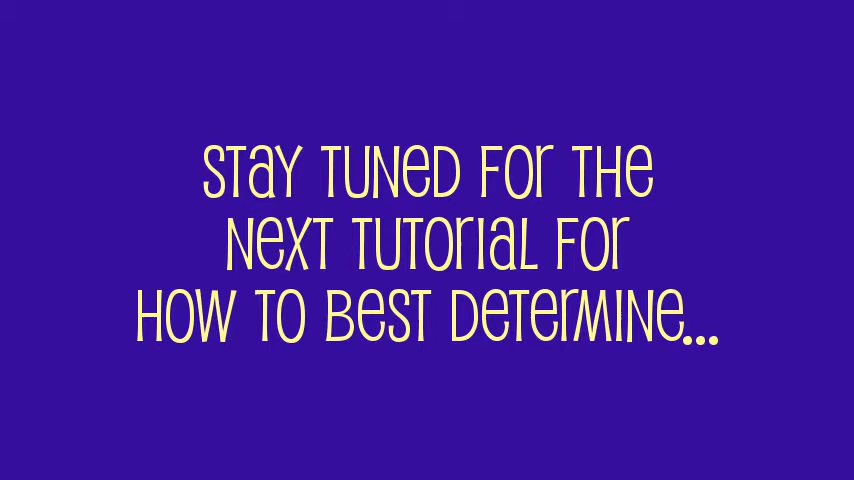 STAY TUNED FOR THE
NEXT TUTORIAL FOR
HOW TO BEST DETERMINE...